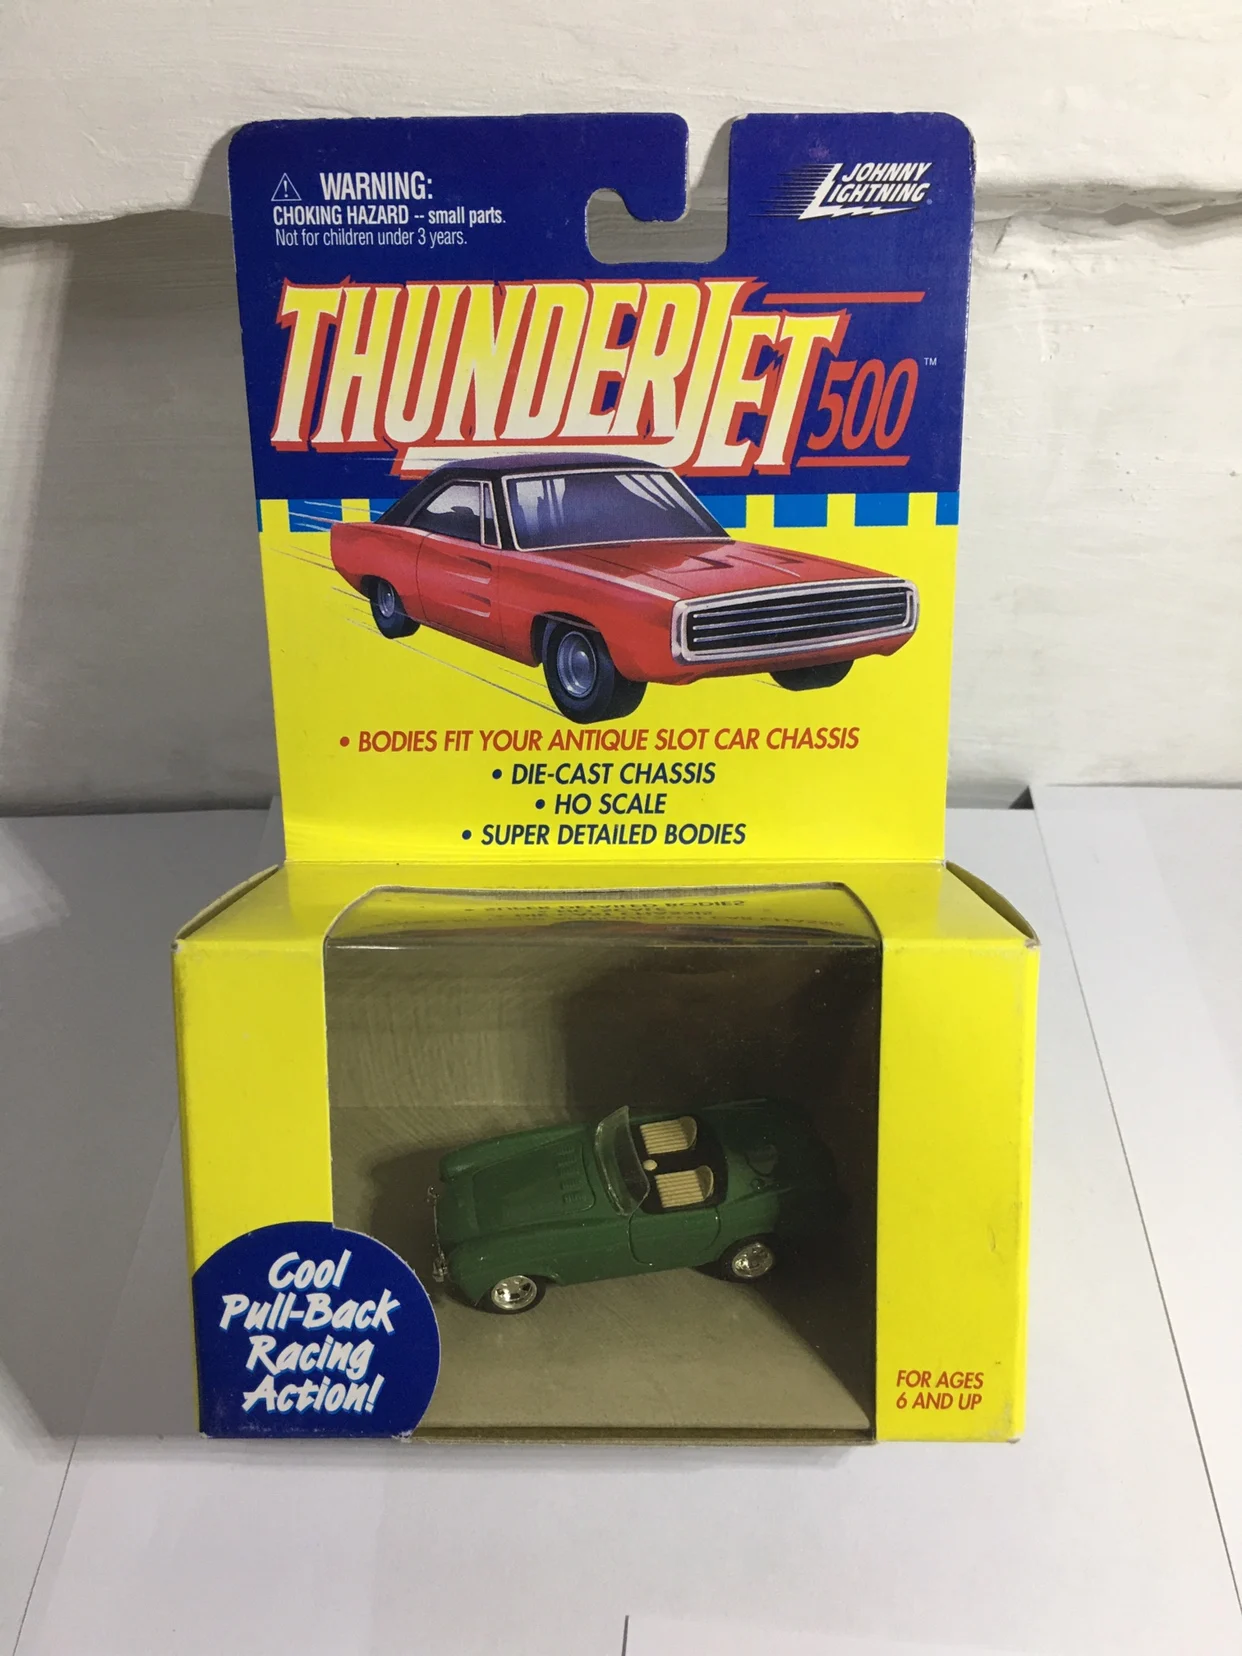 WARNING:
CHOKING HAZARD -- small parts.
Not for children under 3 years.
JOHNNY
LIGHTNING®
THUNDERJET 500™
• BODIES FIT YOUR ANTIQUE SLOT CAR CHASSIS
• DIE-CAST CHASSIS
• HO SCALE
• SUPER DETAILED BODIES
Cool
Pull-Back
Racing
Action!
FOR AGES
6 AND UP